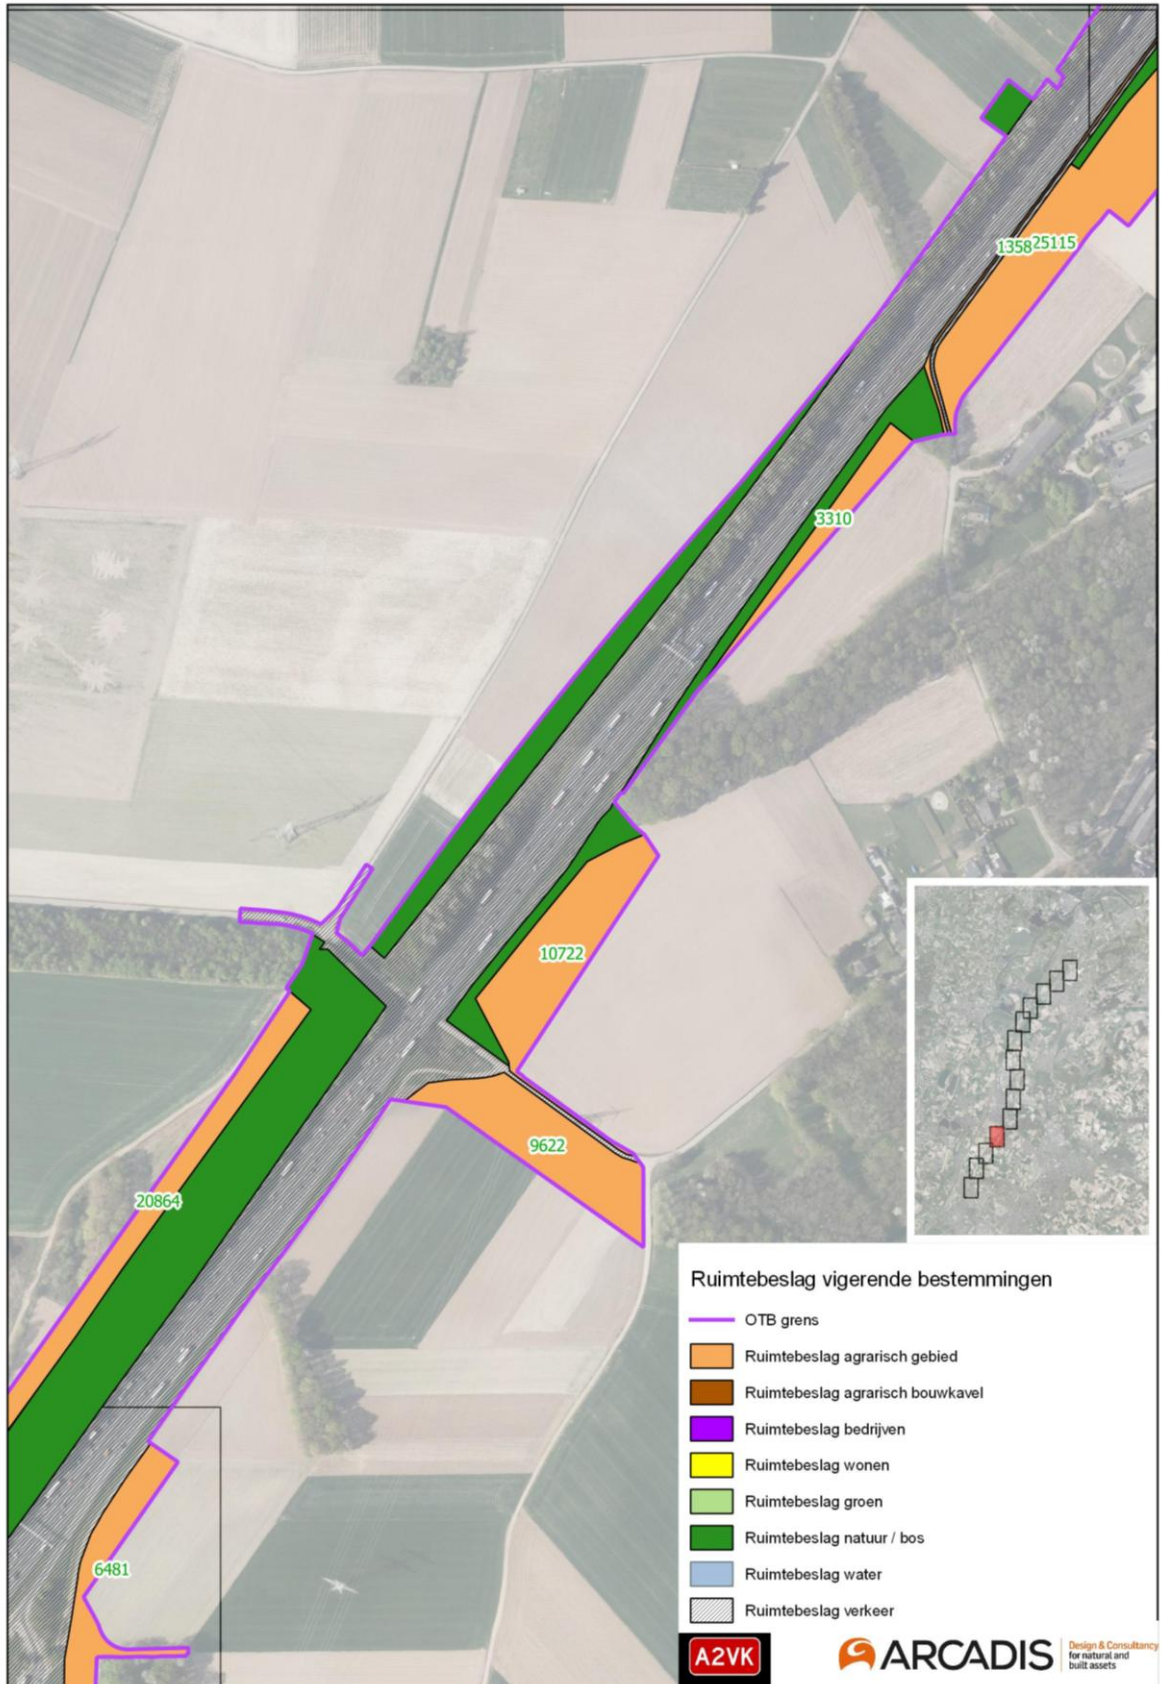 1358
25115
3310
10722
9622
20864
6481
Ruimtebeslag vigerende bestemmingen
OTB grens
Ruimtebeslag agrarisch gebied
Ruimtebeslag agrarisch bouwkavel
Ruimtebeslag bedrijven
Ruimtebeslag wonen
Ruimtebeslag groen
Ruimtebeslag natuur / bos
Ruimtebeslag water
Ruimtebeslag verkeer
A2VK
ARCADIS
Design & Consultancy
for natural and
built assets